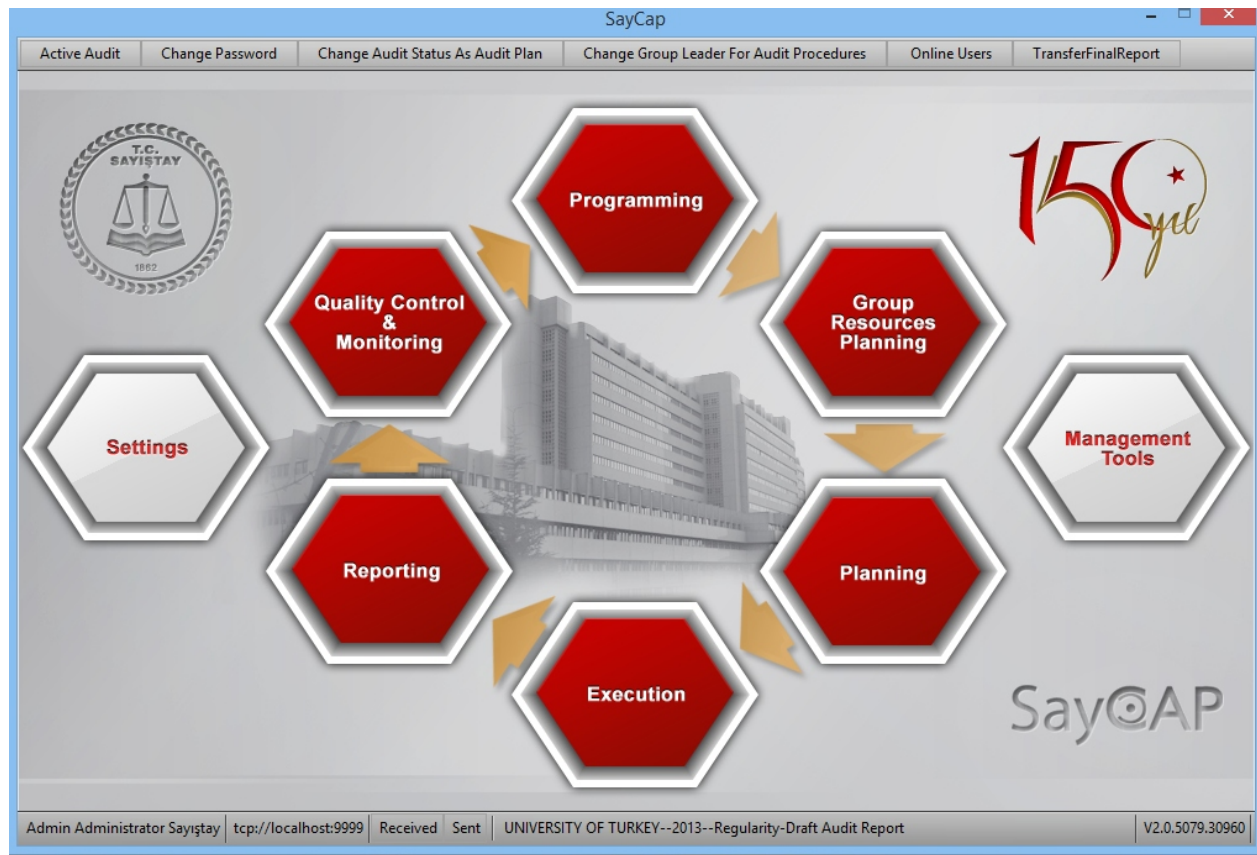 SayCap
Active Audit
Change Password
Change Audit Status As Audit Plan
Change Group Leader For Audit Procedures
Online Users
TransferFinalReport
T.C.
SAYIŞTAY
1862
150
yıl
Programming
Quality Control
&
Monitoring
Group
Resources
Planning
Settings
Management
Tools
Reporting
Planning
Execution
SayCAP
Admin Administrator Sayıştay
tcp://localhost:9999
Received
Sent
UNIVERSITY OF TURKEY--2013--Regularity-Draft Audit Report
V2.0.5079.30960